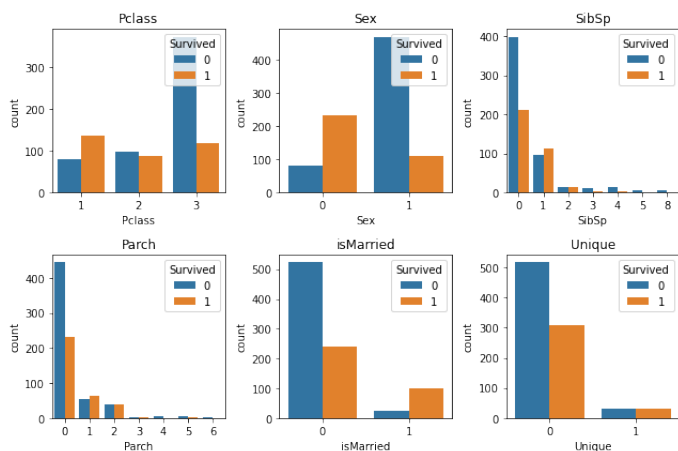 Pclass
Survived
0
1
count
300
200
100
0
1 2 3
Pclass
Sex
Survived
0
1
count
400
300
200
100
0
0 1
Sex
SibSp
Survived
0
1
count
400
300
200
100
0
0 1 2 3 4 5 8
SibSp
Parch
Survived
0
1
count
400
300
200
100
0
0 1 2 3 4 5 6
Parch
isMarried
Survived
0
1
count
500
400
300
200
100
0
0 1
isMarried
Unique
Survived
0
1
count
500
400
300
200
100
0
0 1
Unique